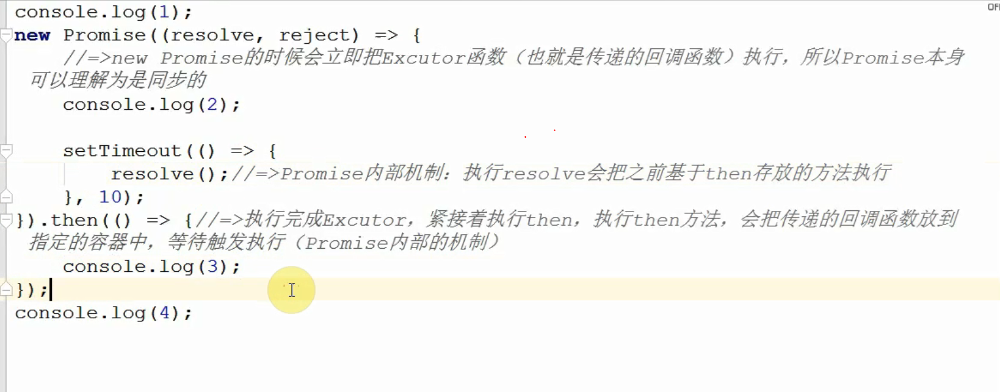 console.log(1);
new Promise((resolve, reject) => {
//=>new Promise的时候会立即把Excutor函数（也就是传递的回调函数）执行，所以Promise本身
可以理解为是同步的
console.log(2);
setTimeout(() => {
resolve();//=>Promise内部机制：执行resolve会把之前基于then存放的方法执行
}, 10);
}).then(() => {//=>执行完成Excutor，紧接着执行then，执行then方法，会把传递的回调函数放到
指定的容器中，等待触发执行（Promise内部的机制）
console.log(3);
});
console.log(4);